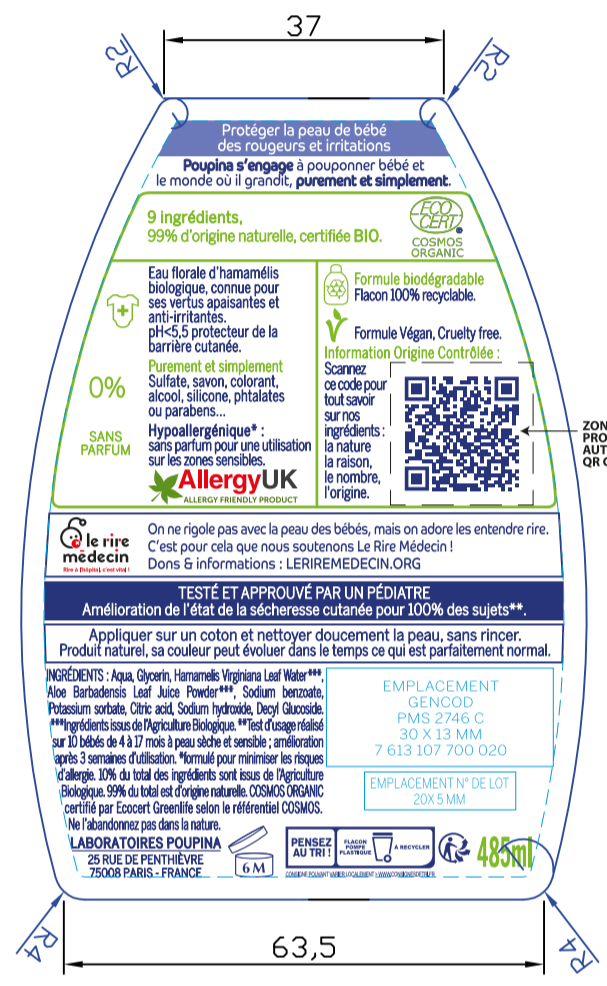 37
R2
R2
Protéger la peau de bébé
des rougeurs et irritations
Poupina s'engage à pouponner bébé et
le monde où il grandit, purement et simplement.
9 ingrédients,
99% d'origine naturelle, certifiée BIO.
ECO
CERT
®
COSMOS
ORGANIC
Eau florale d'hamamélis
biologique, connue pour
ses vertus apaisantes et
anti-irritantes.
pH<5,5 protecteur de la
barrière cutanée.
0%
Purement et simplement
Sulfate, savon, colorant,
alcool, silicone, phtalates
ou parabens...
SANS
PARFUM
Hypoallergénique* :
sans parfum pour une utilisation
sur les zones sensibles.
AllergyUK
ALLERGY FRIENDLY PRODUCT
Formule biodégradable
Flacon 100% recyclable.
Formule Végan, Cruelty free.
Information Origine Contrôlée :
Scannez
ce code pour
tout savoir
sur nos
ingrédients :
la nature
la raison,
le nombre,
l'origine.
ZON
PRO
AUT
QR C
le rire
médecin
Rire à l'hôpital, c'est vital !
On ne rigole pas avec la peau des bébés, mais on adore les entendre rire.
C'est pour cela que nous soutenons Le Rire Médecin !
Dons & informations : LERIREMEDECIN.ORG
TESTÉ ET APPROUVÉ PAR UN PÉDIATRE
Amélioration de l'état de la sécheresse cutanée pour 100% des sujets**.
Appliquer sur un coton et nettoyer doucement la peau, sans rincer.
Produit naturel, sa couleur peut évoluer dans le temps ce qui est parfaitement normal.
INGRÉDIENTS : Aqua, Glycerin, Hamamelis Virginiana Leaf Water***,
Aloe Barbadensis Leaf Juice Powder***, Sodium benzoate,
Potassium sorbate, Citric acid, Sodium hydroxide, Decyl Glucoside.
***Ingrédients issus de l'Agriculture Biologique. **Test d'usage réalisé
sur 10 bébés de 4 à 17 mois à peau sèche et sensible ; amélioration
après 3 semaines d'utilisation. *formulé pour minimiser les risques
d'allergie. 10% du total des ingrédients sont issus de l'Agriculture
Biologique. 99% du total est d'origine naturelle. COSMOS ORGANIC
certifié par Ecocert Greenlife selon le référentiel COSMOS.
Ne l'abandonnez pas dans la nature.
LABORATOIRES POUPINA
25 RUE DE PENTHIÈVRE
75008 PARIS - FRANCE
EMPLACEMENT
GENCOD
PMS 2746 C
30 X 13 MM
7 613 107 700 020
EMPLACEMENT N° DE LOT
20X 5 MM
6 M
PENSEZ
AU TRI !
FLACON
POMPE
PLASTIQUE
À RECYCLER
CONSIGNE POUVANT VARIER LOCALEMENT > WWW.CONSIGNESDETRI.FR
485ml
R4
R4
63,5